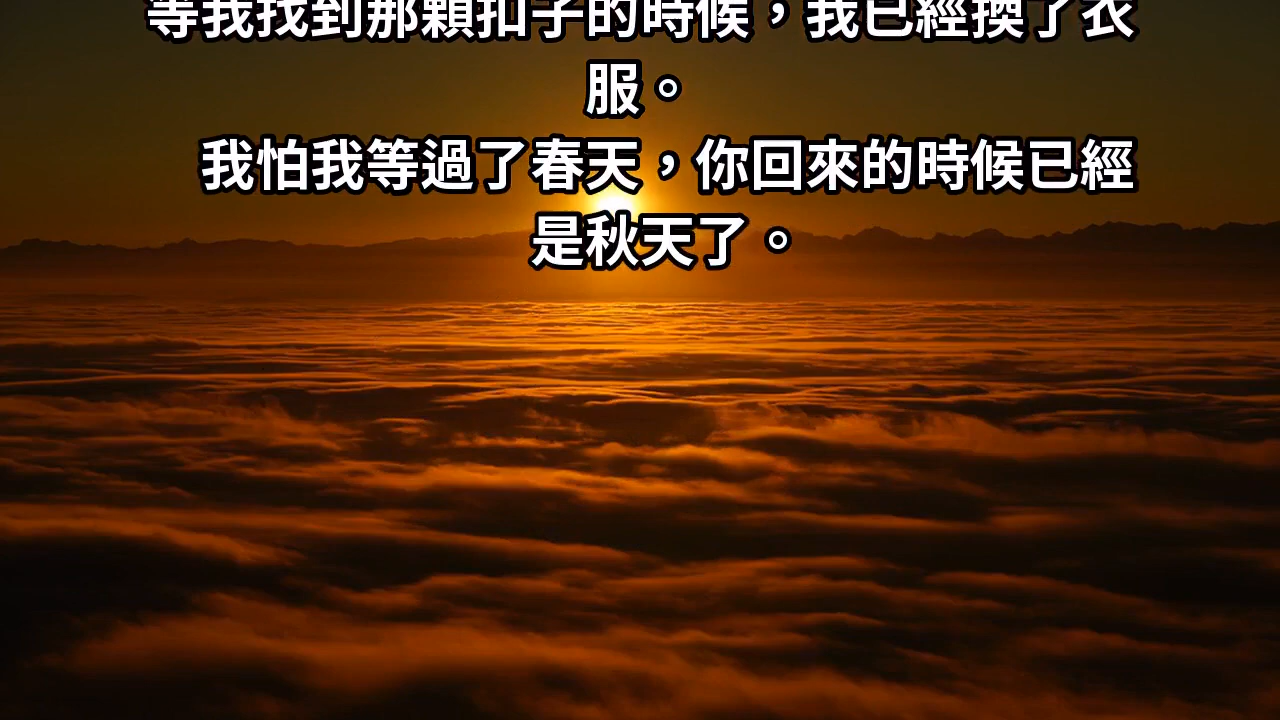 等我找到那顆扣子的時候，我已經換了衣
服。
我怕我等過了春天，你回來的時候已經
是秋天了。